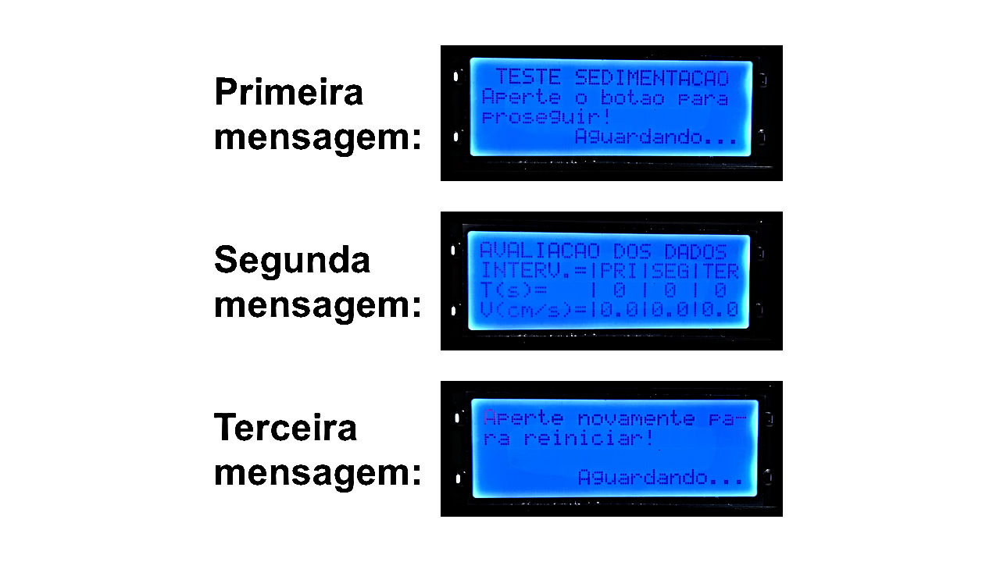 Primeira
mensagem:
TESTE SEDIMENTACAO
Aperte o botao para
proseguir!
Aguardando...
Segunda
mensagem:
AVALIACAO DOS DADOS
INTERV.=|PRI|SEG|TER
T(s)=   | 0 | 0 | 0
V(cm/s)=|0.0|0.0|0.0
Terceira
mensagem:
Aperte novamente pa-
ra reiniciar!
Aguardando...